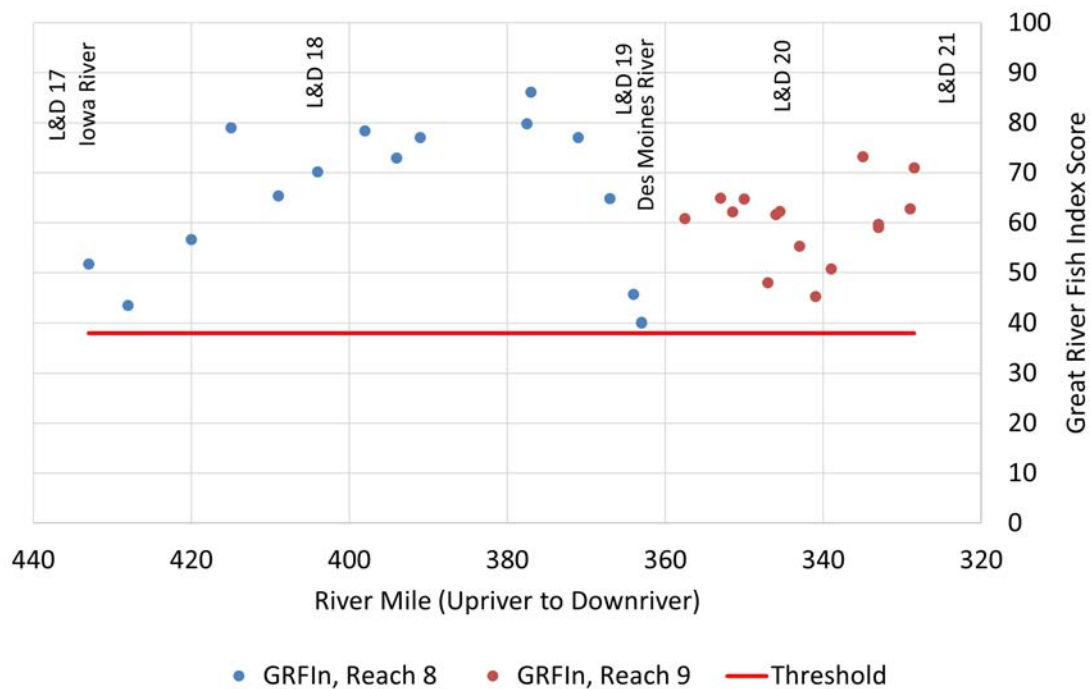 L&D 17
Iowa River
L&D 18
L&D 19
Des Moines River
L&D 20
L&D 21
100
90
80
70
60
50
40
30
20
10
0
Great River Fish Index Score
440 420 400 380 360 340 320
River Mile (Upriver to Downriver)
GRFIn, Reach 8 GRFIn, Reach 9 Threshold